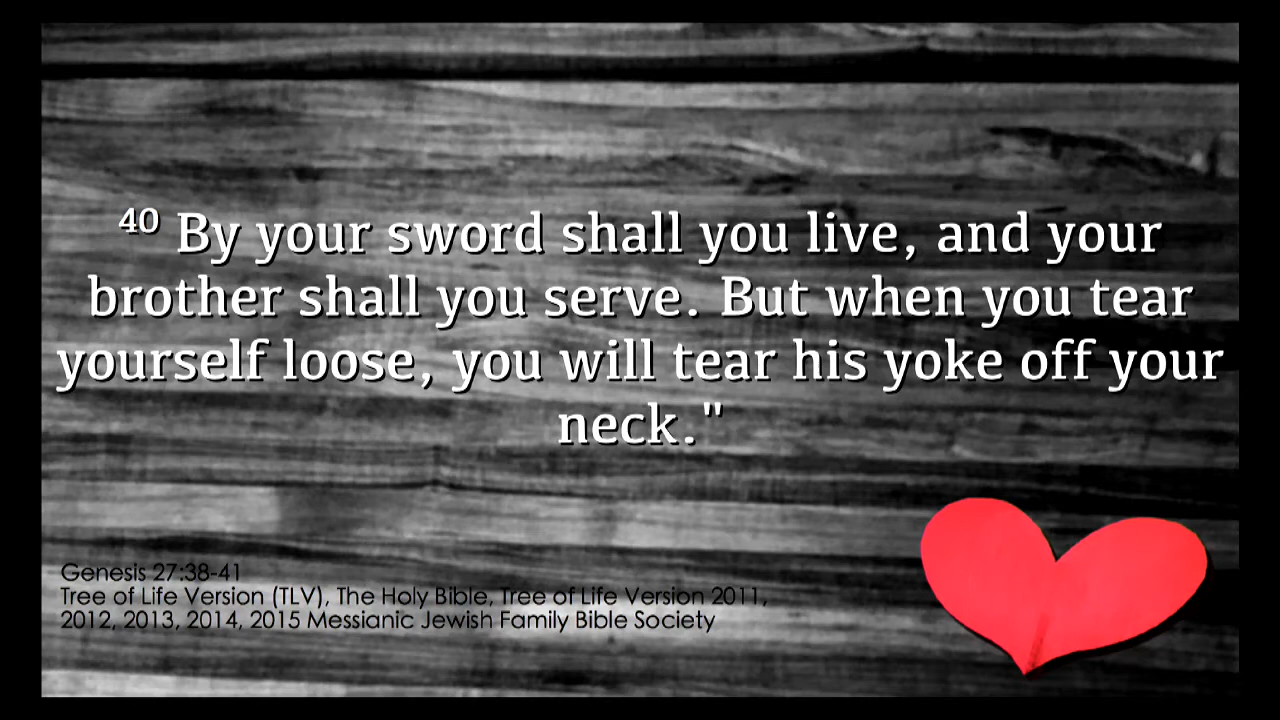 40 By your sword shall you live, and your
brother shall you serve. But when you tear
yourself loose, you will tear his yoke off your
neck."
Genesis 27:38-41
Tree of Life Version (TLV), The Holy Bible, Tree of Life Version 2011,
2012, 2013, 2014, 2015 Messianic Jewish Family Bible Society